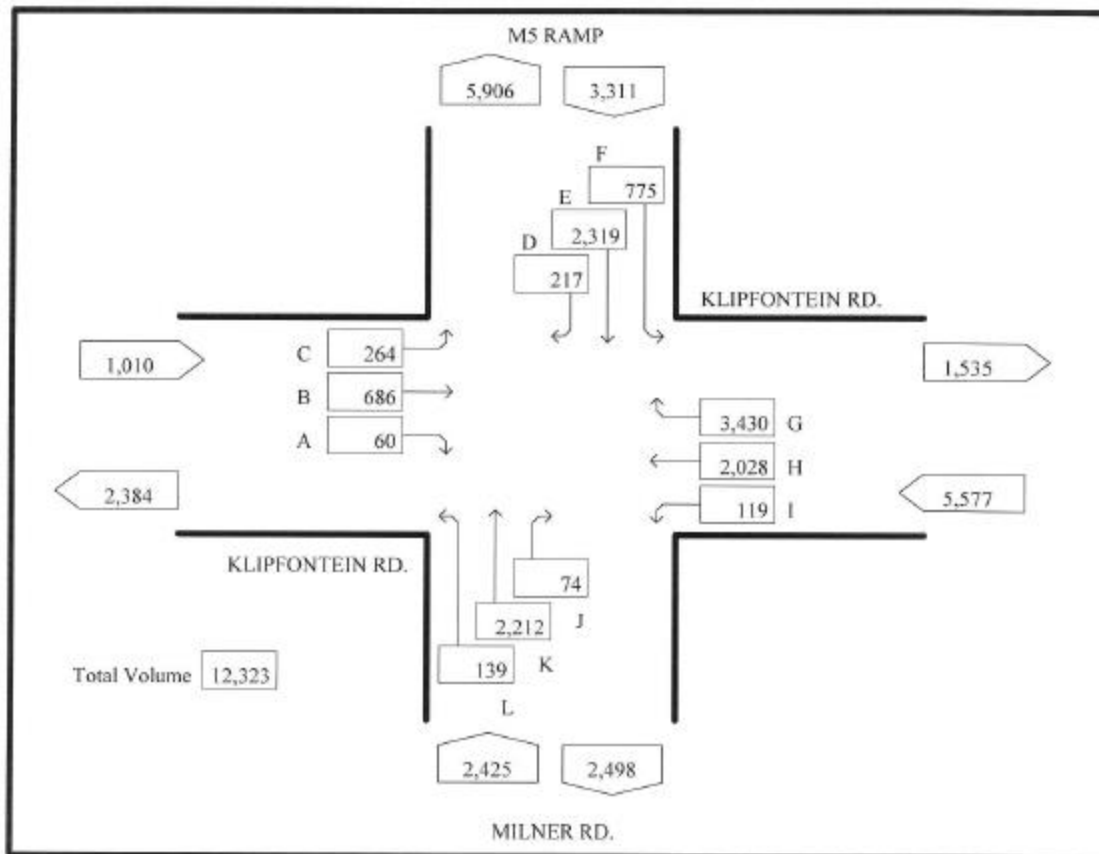 M5 RAMP
5,906
3,311
F
775
E
2,319
D
217
KLIPFONTEIN RD.
1,010
C
264
1,535
B
686
3,430
G
A
60
2,028
H
2,384
119
I
5,577
KLIPFONTEIN RD.
74
2,212
J
Total Volume
12,323
139
K
L
2,425
2,498
MILNER RD.